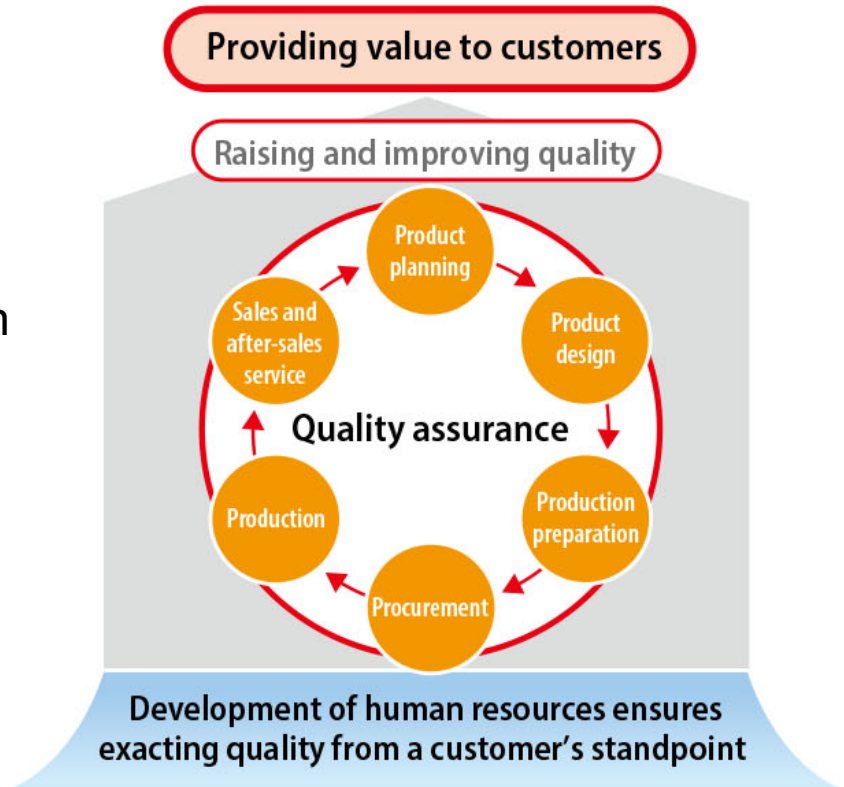 Providing value to customers
Raising and improving quality
Product
planning
Product
design
Production
preparation
Procurement
Production
Sales and
after-sales
service
Quality assurance
Development of human resources ensures
exacting quality from a customer's standpoint